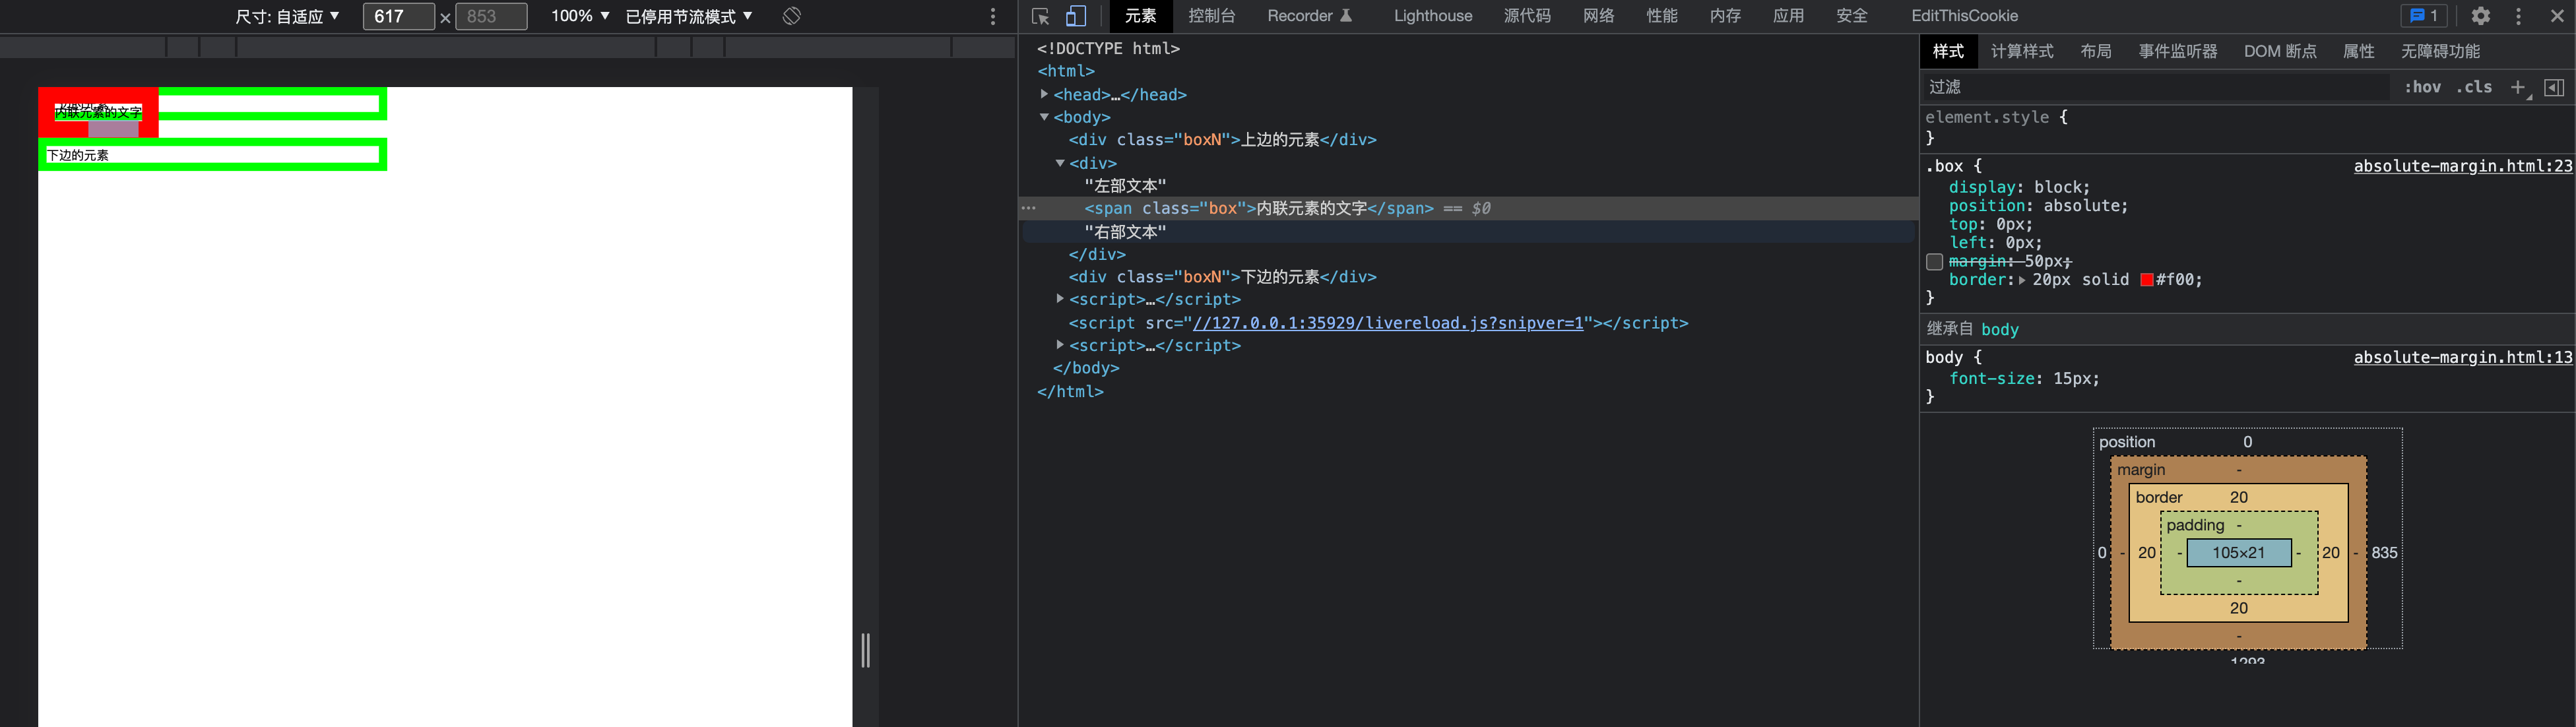 尺寸: 自适应 ▼ 617 × 853 100% ▼ 已停用节流模式 ▼
元素 控制台 Recorder Lighthouse 源代码 网络 性能 内存 应用 安全 EditThisCookie 1
内联元素的文字
下边的元素
<!DOCTYPE html>
<html>
<head>…</head>
<body>
<div class="boxN">上边的元素</div>
<div>
"左部文本"
<span class="box">内联元素的文字</span> == $0
"右部文本"
</div>
<div class="boxN">下边的元素</div>
<script>…</script>
<script src="//127.0.0.1:35929/livereload.js?snipver=1"></script>
<script>…</script>
</body>
</html>
样式 计算样式 布局 事件监听器 DOM 断点 属性 无障碍功能
过滤 :hov .cls
element.style {
}
.box { absolute-margin.html:23
display: block;
position: absolute;
top: 0px;
left: 0px;
margin: 50px;
border: 20px solid #f00;
}
继承自 body
body { absolute-margin.html:13
font-size: 15px;
}
position 0
margin -
border 20
padding -
0 - 20 - 105×21 - 20 - 835
-
20
-
1293